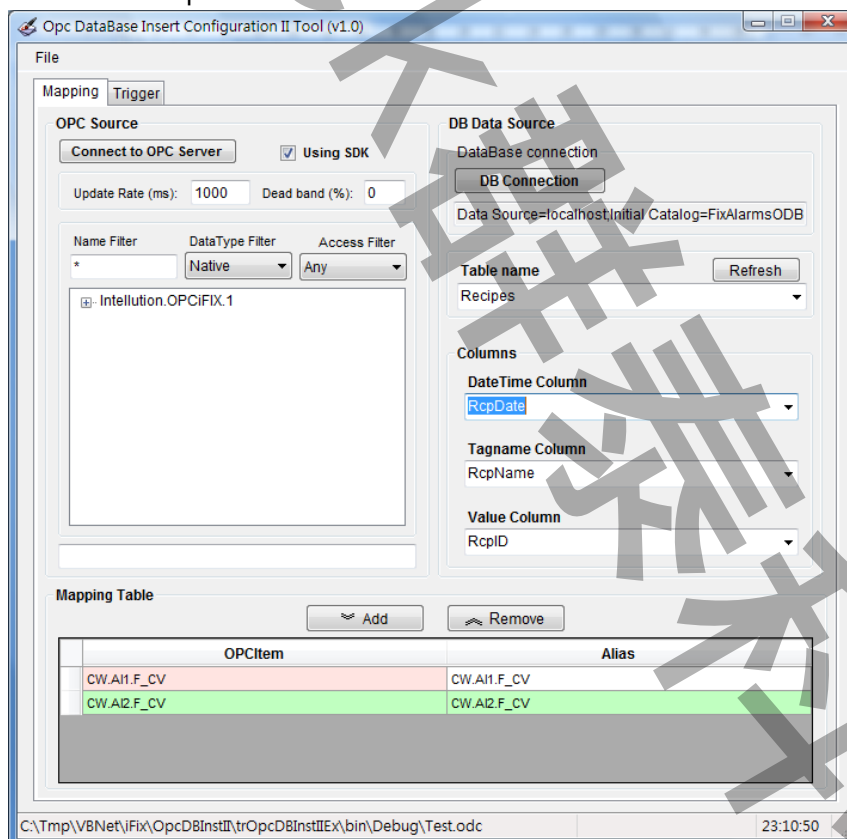 Opc DataBase Insert Configuration II Tool (v1.0)
File
Mapping Trigger
OPC Source
Connect to OPC Server Using SDK
Update Rate (ms): 1000 Dead band (%): 0
Name Filter DataType Filter Access Filter
* Native Any
Intellution.OPCiFIX.1
DB Data Source
DataBase connection
DB Connection
Data Source=localhost;Initial Catalog=FixAlarmsODB
Table name Refresh
Recipes
Columns
DateTime Column
RcpDate
Tagname Column
RcpName
Value Column
RcpID
Mapping Table
Add Remove
OPCItem Alias
CW.AI1.F_CV CW.AI1.F_CV
CW.AI2.F_CV CW.AI2.F_CV
C:\Tmp\VBNet\iFix\OpcDBInstII\trOpcDBInstIIEx\bin\Debug\Test.odc 23:10:50